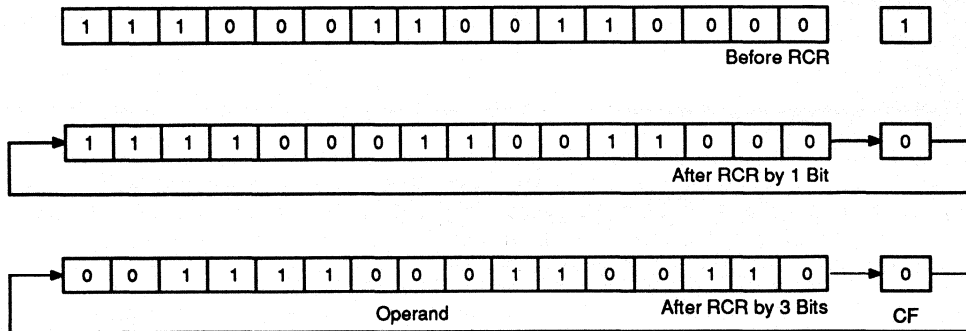 1 1 1 0 0 0 1 1 0 0 1 1 0 0 0 0 1
Before RCR
1 1 1 1 0 0 0 1 1 0 0 1 1 0 0 0 0
After RCR by 1 Bit
0 0 1 1 1 1 0 0 0 1 1 0 0 1 1 0 0
Operand After RCR by 3 Bits CF